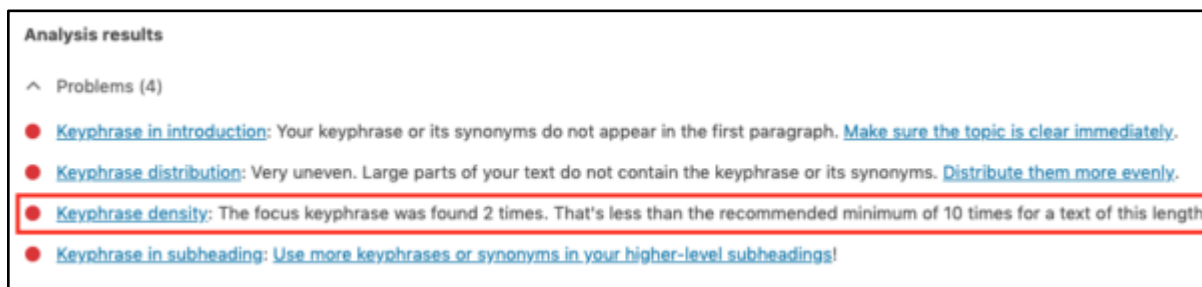 Analysis results
Problems (4)
Keyphrase in introduction: Your keyphrase or its synonyms do not appear in the first paragraph. Make sure the topic is clear immediately.
Keyphrase distribution: Very uneven. Large parts of your text do not contain the keyphrase or its synonyms. Distribute them more evenly.
Keyphrase density: The focus keyphrase was found 2 times. That's less than the recommended minimum of 10 times for a text of this length
Keyphrase in subheading: Use more keyphrases or synonyms in your higher-level subheadings!